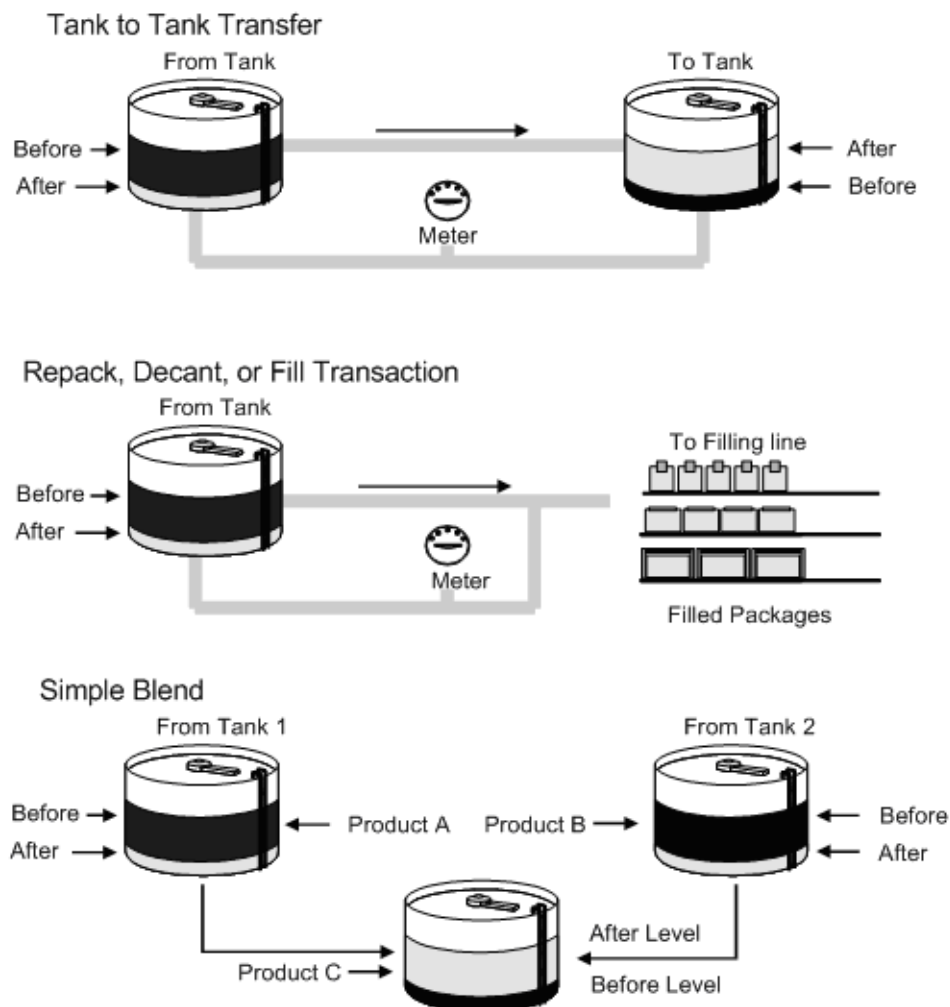 Tank to Tank Transfer
From Tank
To Tank
Before
After
After
Before
Meter
Repack, Decant, or Fill Transaction
From Tank
To Filling line
Before
After
Meter
Filled Packages
Simple Blend
From Tank 1
From Tank 2
Before
Product A
Product B
Before
After
After
After Level
Product C
Before Level